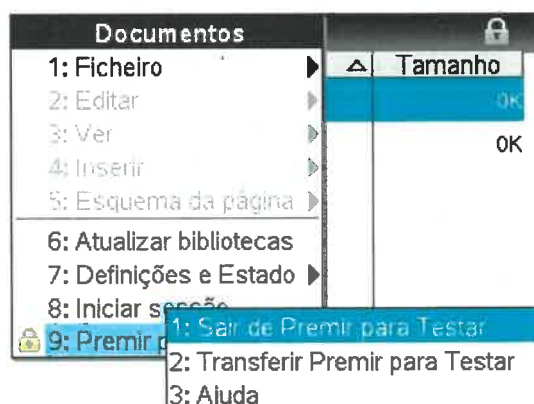 Documentos
Tamanho
1: Ficheiro
2: Editar
0K
3: Ver
0K
4: Inserir
5: Esquema da página
6: Atualizar bibliotecas
7: Definições e Estado
8: Iniciar sessão
9: Premir p
1: Sair de Premir para Testar
2: Transferir Premir para Testar
3: Ajuda